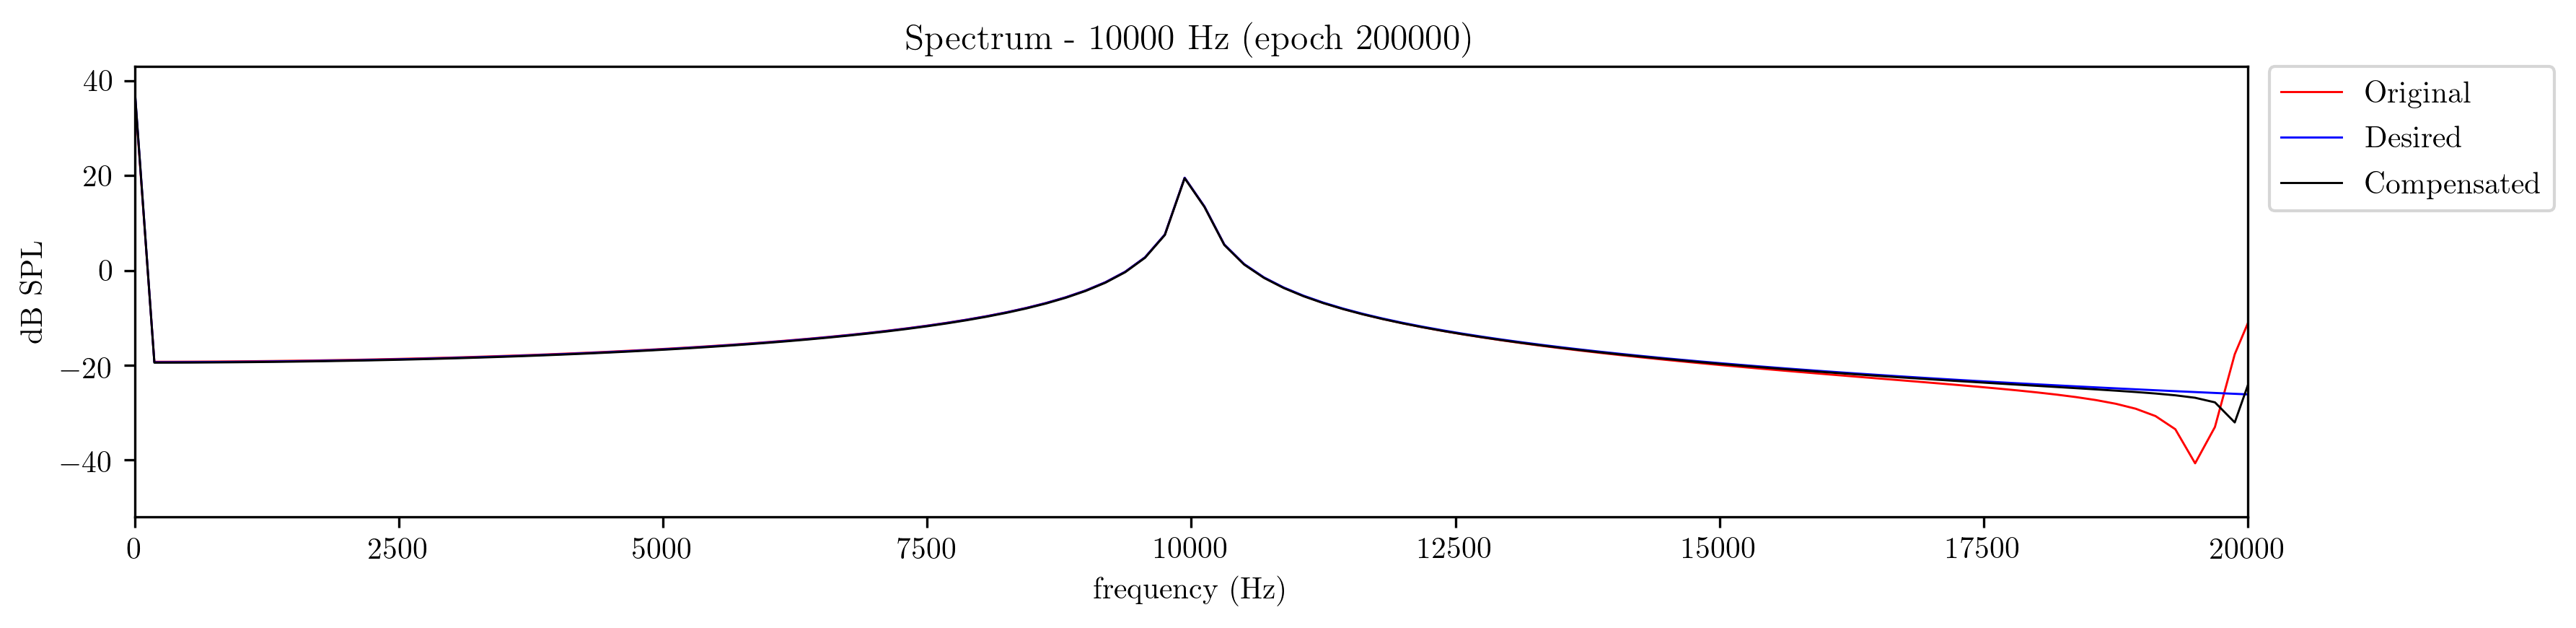 Spectrum - 10000 Hz (epoch 200000)
Original
Desired
Compensated
40
20
0
−20
−40
dB SPL
0 2500 5000 7500 10000 12500 15000 17500 20000
frequency (Hz)